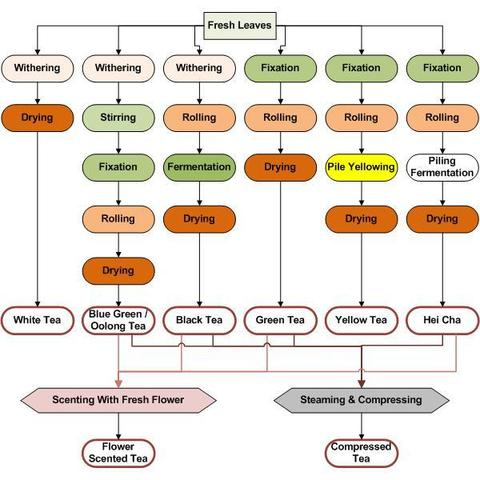 Fresh Leaves
Withering
Withering
Withering
Fixation
Fixation
Fixation
Drying
Stirring
Rolling
Rolling
Rolling
Rolling
Fixation
Fermentation
Drying
Pile Yellowing
Piling
Fermentation
Rolling
Drying
Drying
Drying
Drying
White Tea
Blue Green /
Oolong Tea
Black Tea
Green Tea
Yellow Tea
Hei Cha
Scenting With Fresh Flower
Steaming & Compressing
Flower
Scented Tea
Compressed
Tea